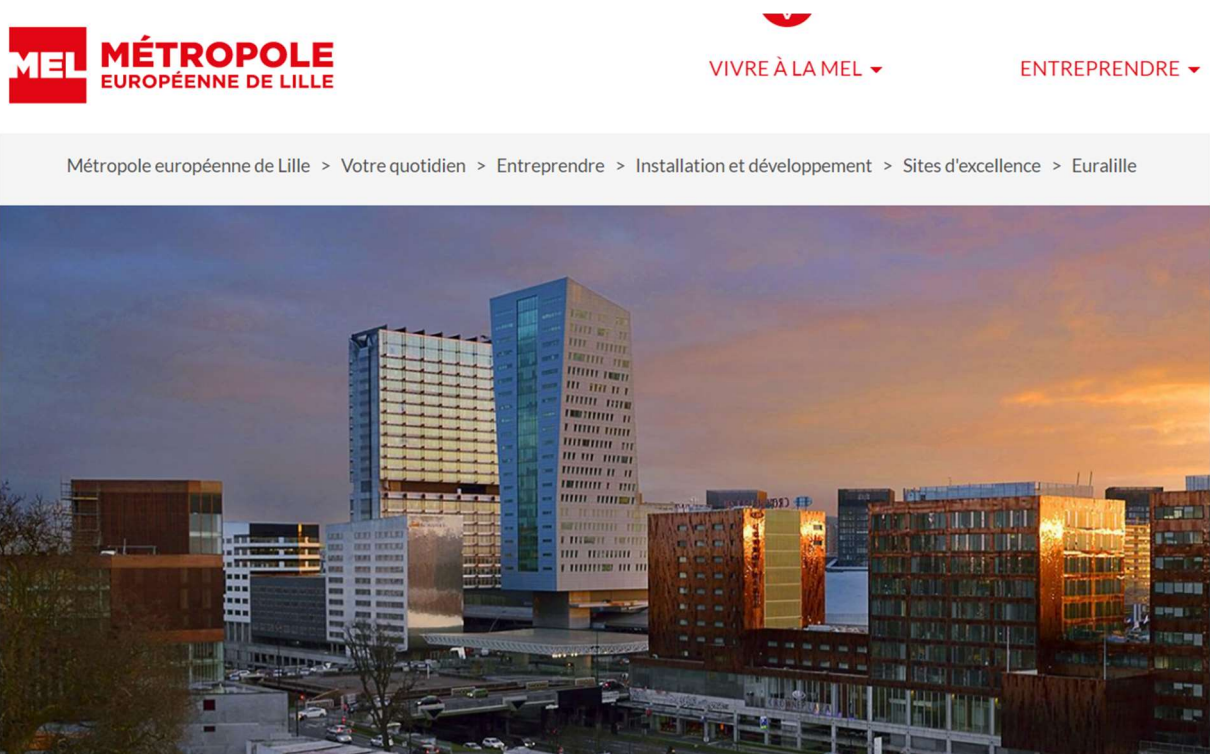 MEL MÉTROPOLE
EUROPÉENNE DE LILLE
VIVRE À LA MEL
ENTREPRENDRE
Métropole européenne de Lille > Votre quotidien > Entreprendre > Installation et développement > Sites d'excellence > Euralille